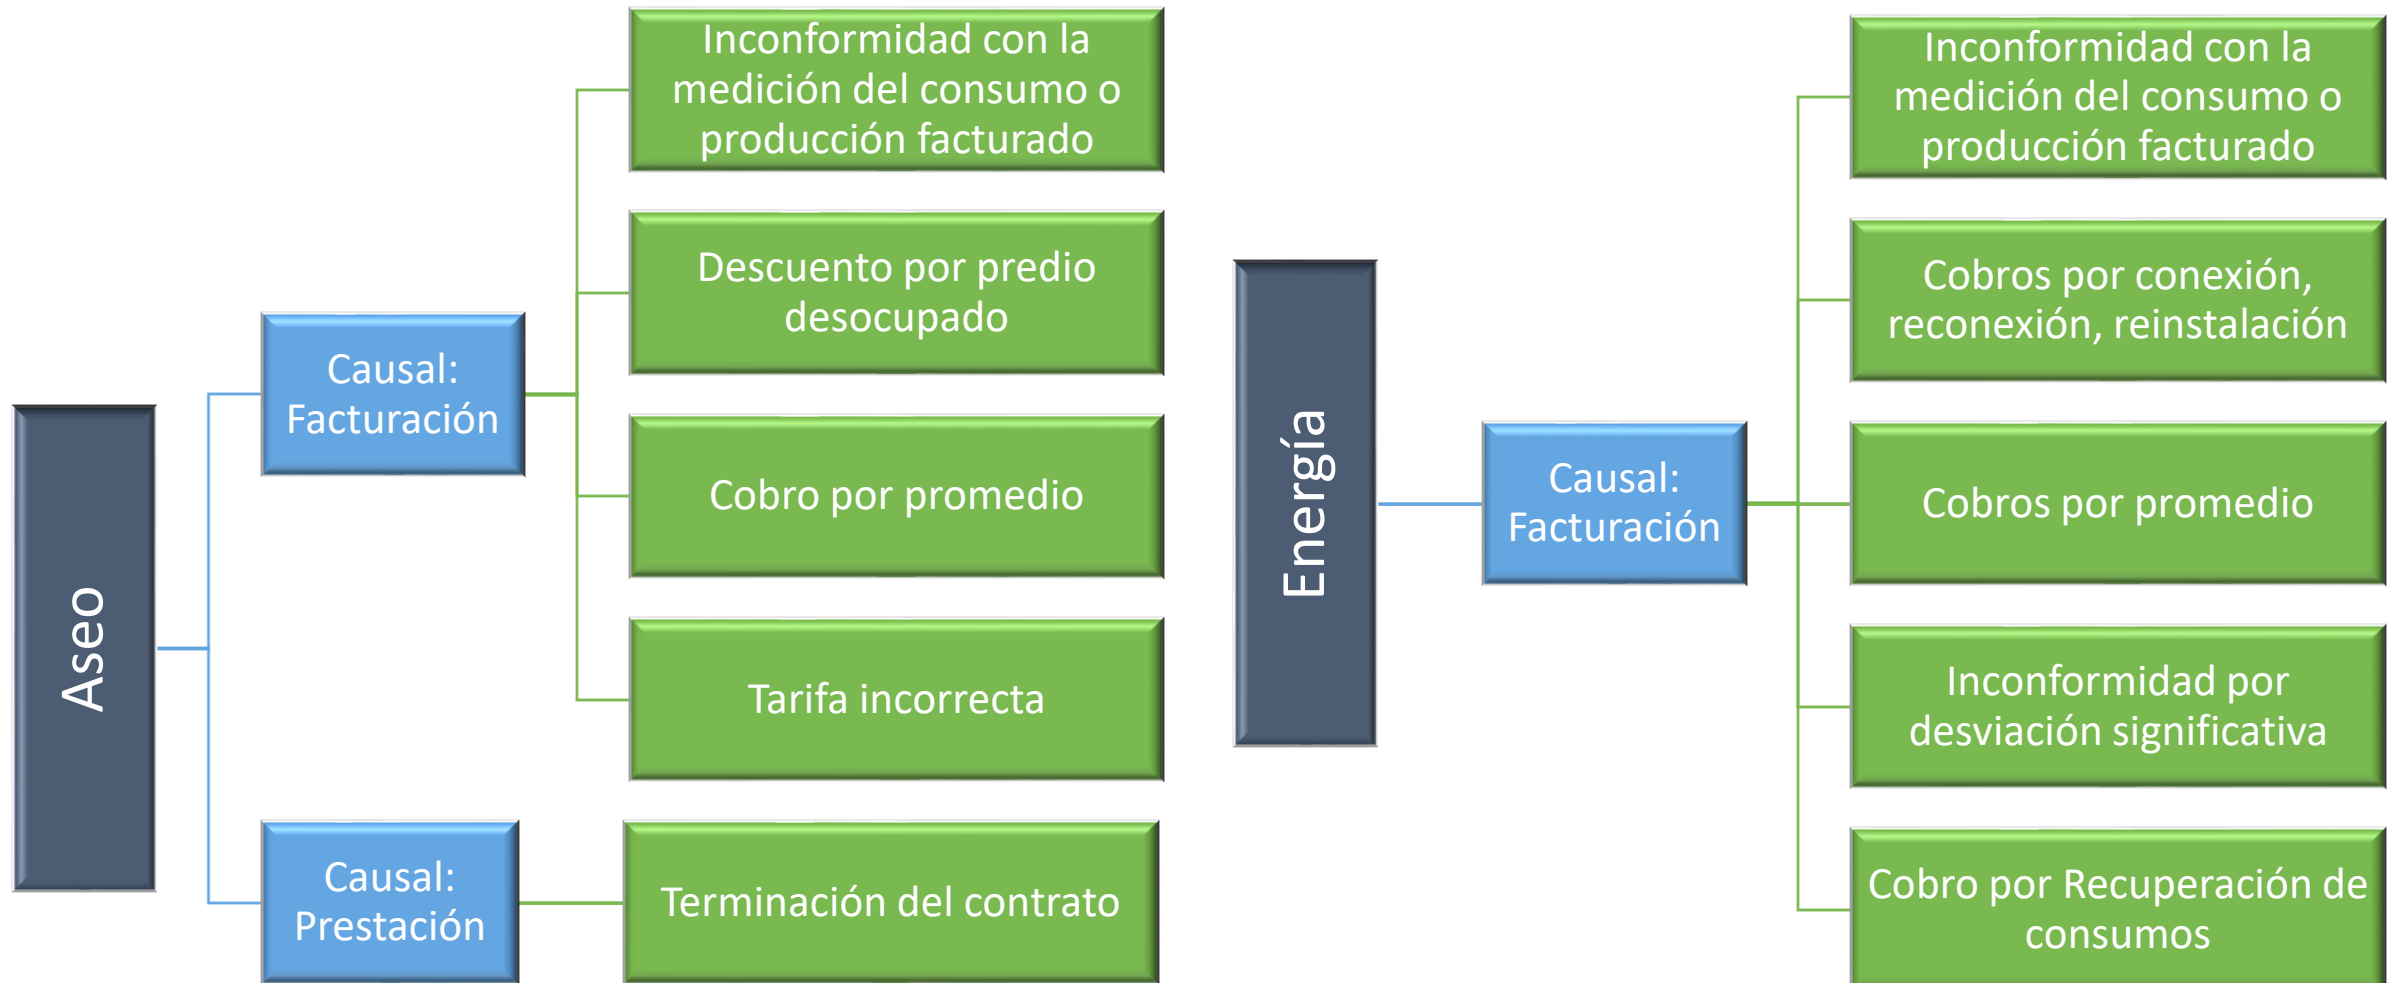 Aseo
Causal:
Facturación
Inconformidad con la
medición del consumo o
producción facturado
Descuento por predio
desocupado
Cobro por promedio
Tarifa incorrecta
Causal:
Prestación
Terminación del contrato
Energía
Causal:
Facturación
Inconformidad con la
medición del consumo o
producción facturado
Cobros por conexión,
reconexión, reinstalación
Cobros por promedio
Inconformidad por
desviación significativa
Cobro por Recuperación de
consumos